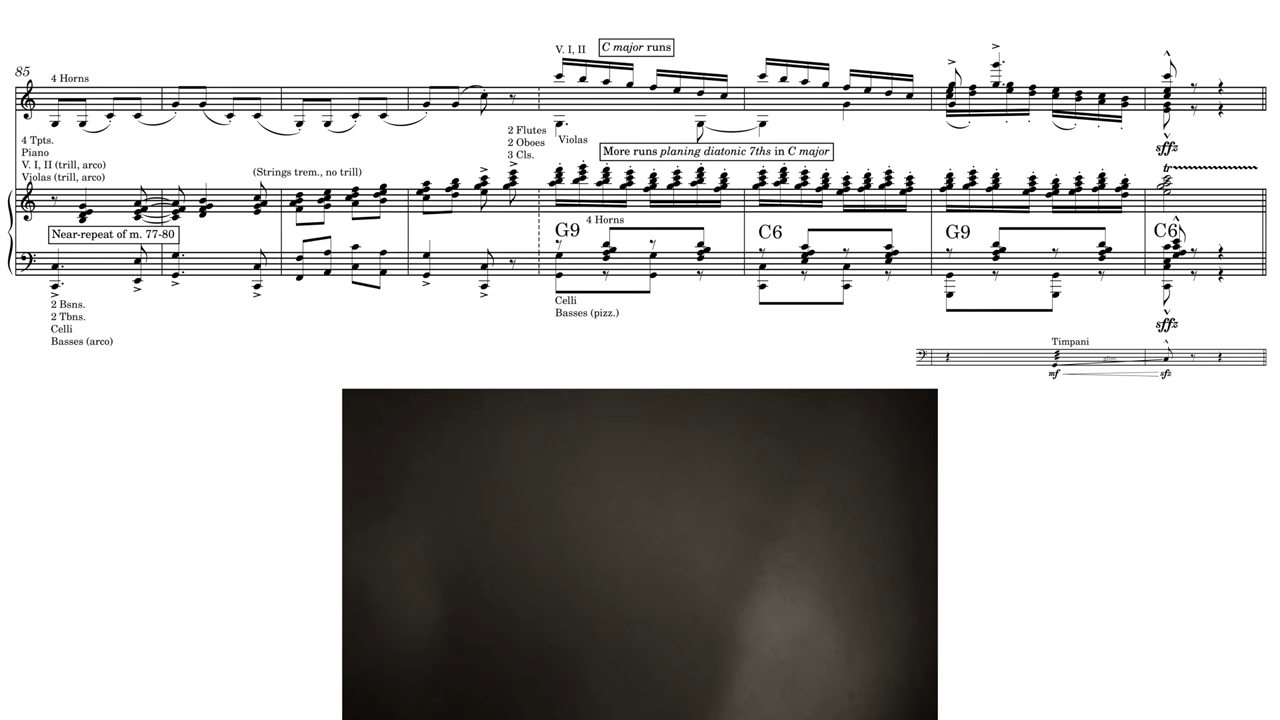 V. I, II C major runs
85
4 Horns
4 Tpts.
Piano
V. I, II (trill, arco)
Violas (trill, arco)
(Strings trem., no trill)
2 Flutes
2 Oboes
3 Cls.
Violas
More runs planing diatonic 7ths in C major
sffz
tr
Near-repeat of m. 77-80
G9
4 Horns
C6
G9
C6
2 Bsns.
2 Tbns.
Celli
Basses (arco)
Celli
Basses (pizz.)
sffz
Timpani
mf
sfz